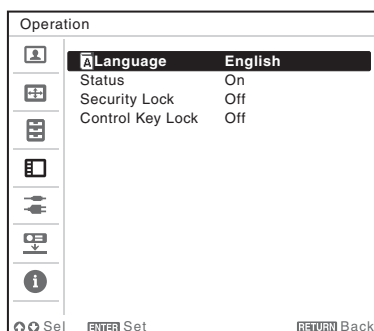 Operation
A Language English
Status On
Security Lock Off
Control Key Lock Off
Sel ENTER Set RETURN Back